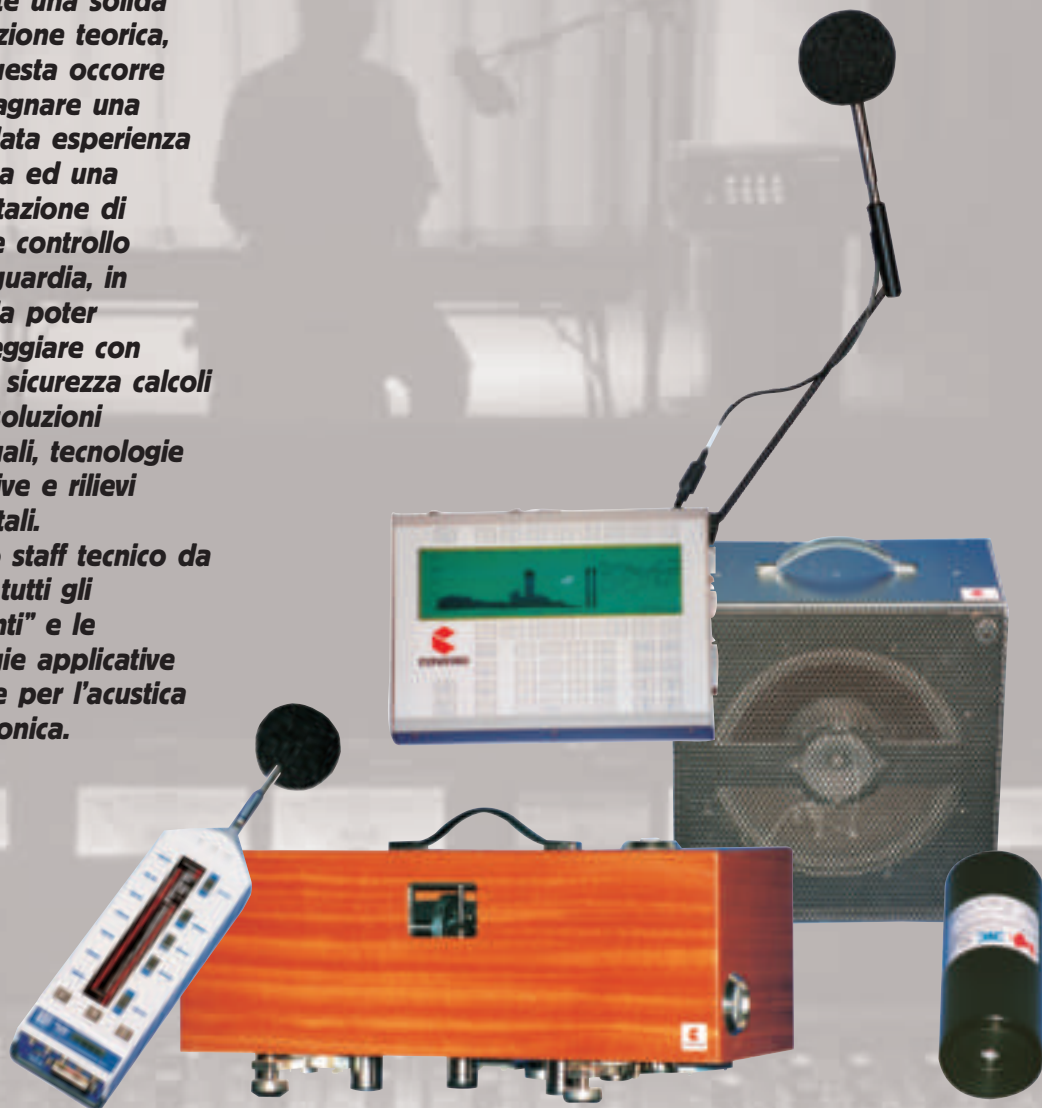 te una solida
zione teorica,
uesta occorre
agnare una
lata esperienza
a ed una
tazione di
e controllo
guardia, in
la poter
eggiare con
sicurezza calcoli
oluzioni
uali, tecnologie
ive e rilievi
tali.
o staff tecnico da
tutti gli
nti” e le
gie applicative
e per l’acustica
onica.